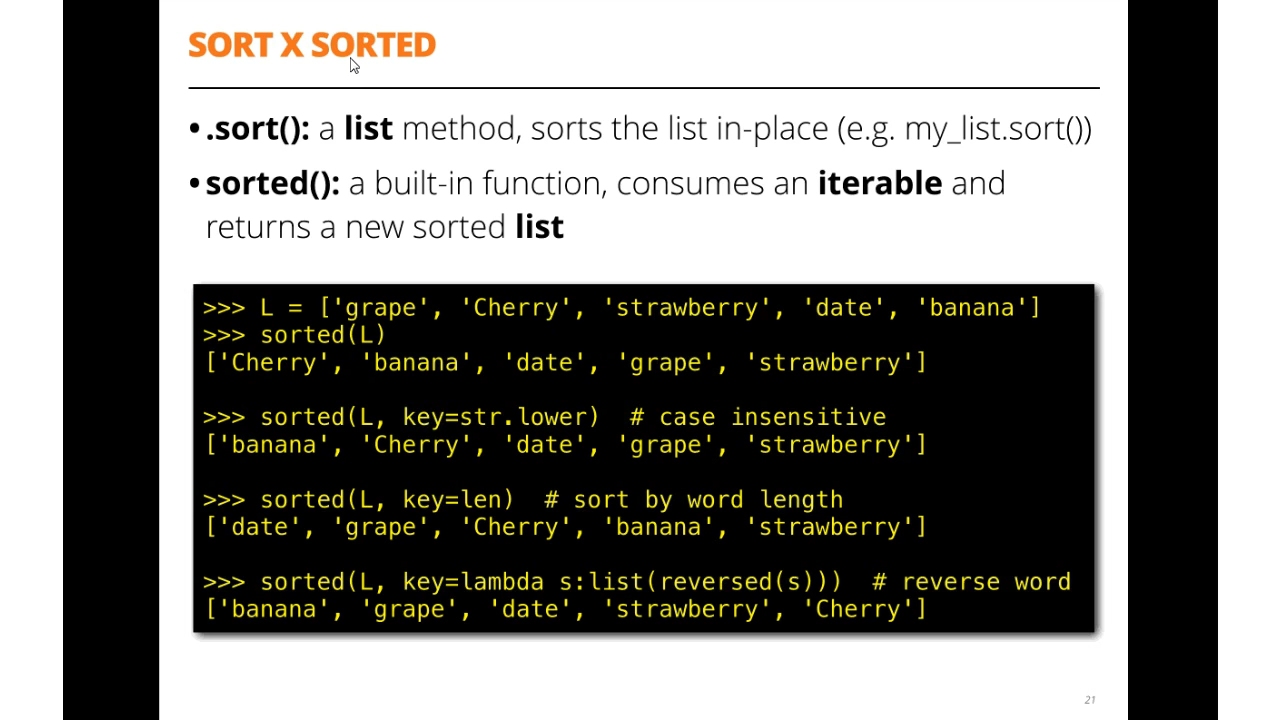 SORT X SORTED
• .sort(): a list method, sorts the list in-place (e.g. my_list.sort())
• sorted(): a built-in function, consumes an iterable and
returns a new sorted list
>>> L = ['grape', 'Cherry', 'strawberry', 'date', 'banana']
>>> sorted(L)
['Cherry', 'banana', 'date', 'grape', 'strawberry']
>>> sorted(L, key=str.lower)  # case insensitive
['banana', 'Cherry', 'date', 'grape', 'strawberry']
>>> sorted(L, key=len)  # sort by word length
['date', 'grape', 'Cherry', 'banana', 'strawberry']
>>> sorted(L, key=lambda s:list(reversed(s)))  # reverse word
['banana', 'grape', 'date', 'strawberry', 'Cherry']
21